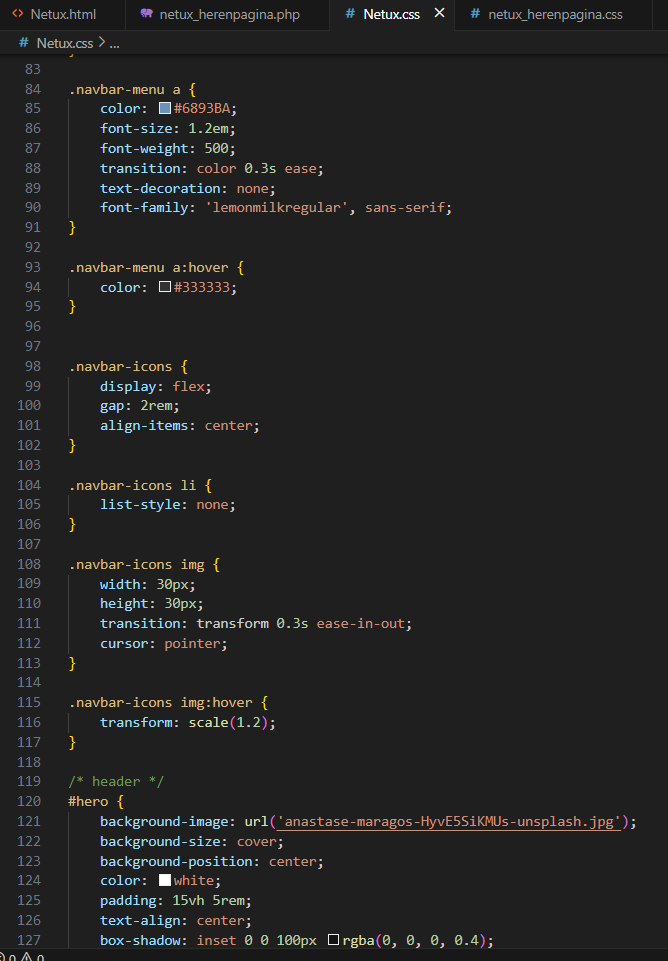 Netux.html
netux_herenpagina.php
# Netux.css ×
# netux_herenpagina.css
# Netux.css > ...
83
84 .navbar-menu a {
85 color: #6893BA;
86 font-size: 1.2em;
87 font-weight: 500;
88 transition: color 0.3s ease;
89 text-decoration: none;
90 font-family: 'lemonmilkregular', sans-serif;
91 }
92
93 .navbar-menu a:hover {
94 color: #333333;
95 }
96
97
98 .navbar-icons {
99 display: flex;
100 gap: 2rem;
101 align-items: center;
102 }
103
104 .navbar-icons li {
105 list-style: none;
106 }
107
108 .navbar-icons img {
109 width: 30px;
110 height: 30px;
111 transition: transform 0.3s ease-in-out;
112 cursor: pointer;
113 }
114
115 .navbar-icons img:hover {
116 transform: scale(1.2);
117 }
118
119 /* header */
120 #hero {
121 background-image: url('anastase-maragos-HyvE5SiKMUs-unsplash.jpg');
122 background-size: cover;
123 background-position: center;
124 color: white;
125 padding: 15vh 5rem;
126 text-align: center;
127 box-shadow: inset 0 0 100px rgba(0, 0, 0, 0.4);
0 0